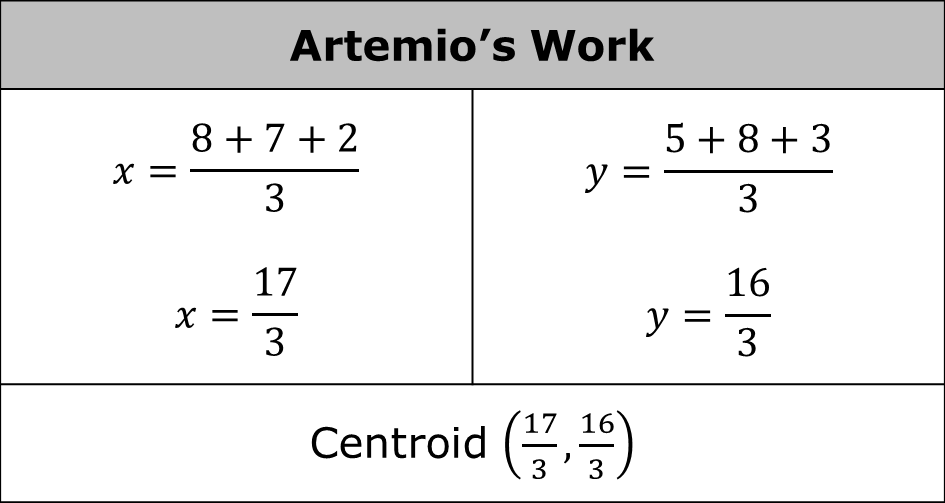 Artemio’s Work
x = (8 + 7 + 2)/3
y = (5 + 8 + 3)/3
x = 17/3
y = 16/3
Centroid (17/3, 16/3)